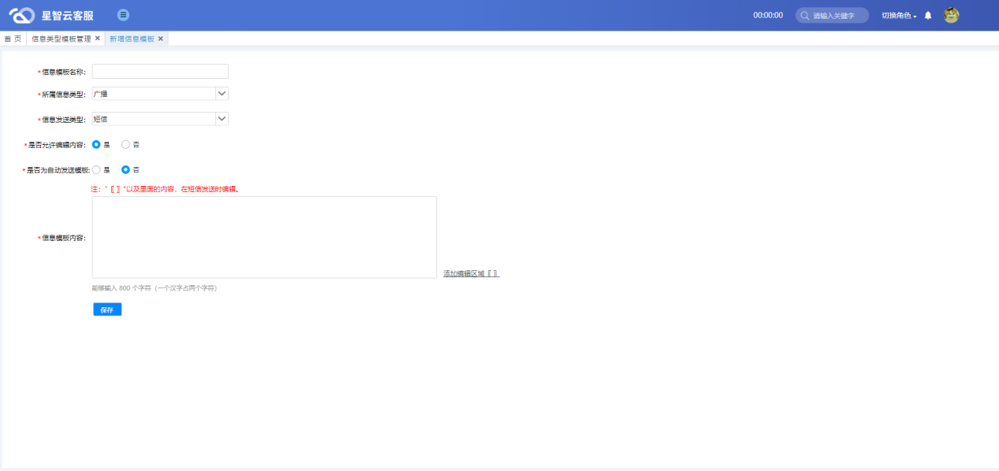 星智云客服
00:00:00 请输入关键字 切换角色
首 页 信息类型模板管理 新增信息模板
*信息模板名称:
*所属信息类型: 广播
*信息发送类型: 短信
*是否允许编辑内容: 是 否
*是否为自动发送模板: 是 否
注: "〖 〗"以及里面的内容，在短信发送时编辑。
*信息模板内容:
添加编辑区域〖 〗
能够输入 800 个字符（一个汉字占两个字符）
保存